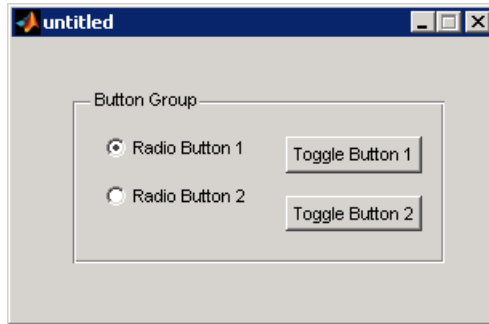 untitled
Button Group
Radio Button 1
Toggle Button 1
Radio Button 2
Toggle Button 2